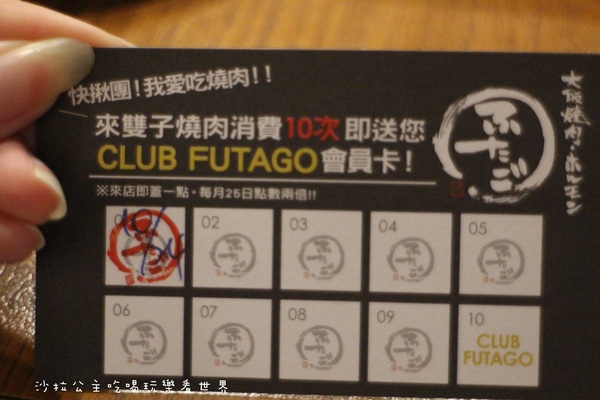 快揪團!我愛吃燒肉!!
來雙子燒肉消費10次即送您
CLUB FUTAGO會員卡!
※來店即蓋一點,每月25日點數兩倍!!
ふたご
大阪焼肉・ホルモン
10/24
02
03
04
05
06
07
08
09
10
CLUB
FUTAGO
沙拉公主吃喝玩樂看世界